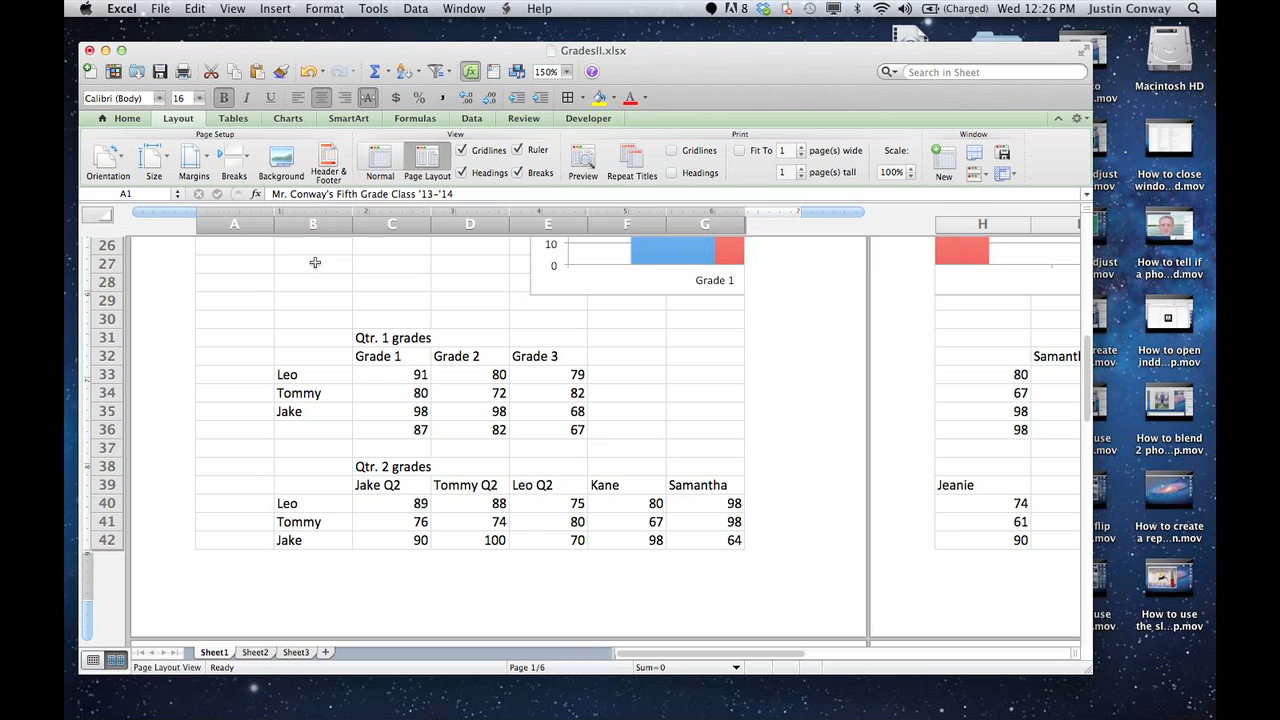 Excel File Edit View Insert Format Tools Data Window Help 8 (Charged) Wed 12:26 PM Justin Conway
GradesII.xlsx
150% Search in Sheet
Calibri (Body) 16 B I U A $ % A
Home Layout Tables Charts SmartArt Formulas Data Review Developer
Page Setup View Print Window
Orientation Size Margins Breaks Background Header & Footer Normal Page Layout Gridlines Ruler Headings Breaks Preview Repeat Titles Gridlines Headings Fit To 1 page(s) wide 1 page(s) tall Scale: 100% New
A1 fx Mr. Conway's Fifth Grade Class '13-'14
1 2 3 4 5 6 7
A B C D E F G H
26 10
27 0
28 Grade 1
29
30
31 Qtr. 1 grades
32 Grade 1 Grade 2 Grade 3
33 Leo 91 80 79 80
34 Tommy 80 72 82 67
35 Jake 98 98 68 98
36 87 82 67 98
37
38 Qtr. 2 grades
39 Jake Q2 Tommy Q2 Leo Q2 Kane Samantha Jeanie
40 Leo 89 88 75 80 98 74
41 Tommy 76 74 80 67 98 61
42 Jake 90 100 70 98 64 90
Sheet1 Sheet2 Sheet3
Page Layout View Ready Page 1/6 Sum=0
Macintosh HD
How to close
windo...d.mov
How to tell if
a pho...d.mov
How to open
indd...p.mov
How to blend
2 pho...p.mov
How to create
a rep...n.mov
How to use
the sl...p.mov